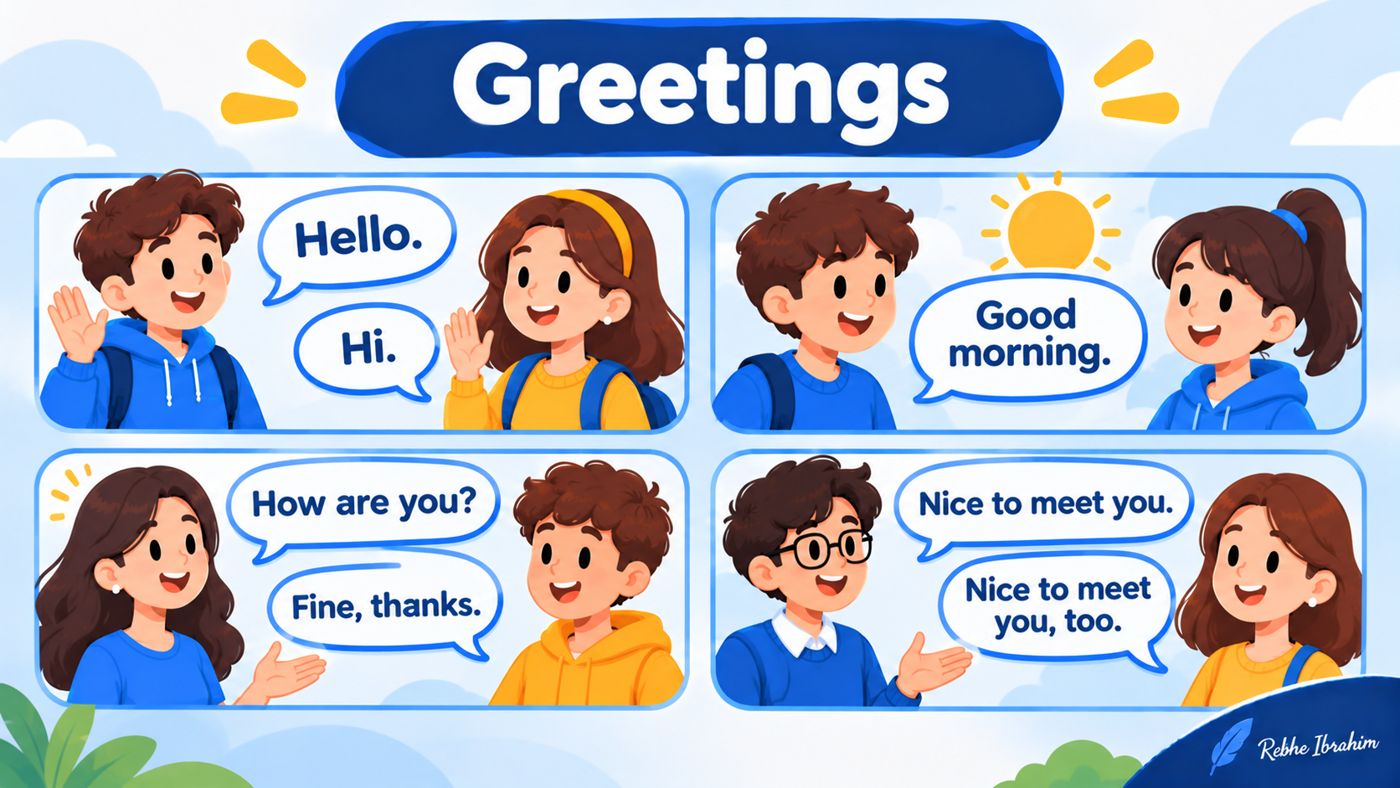 Greetings
Hello.
Hi.
Good
morning.
How are you?
Fine, thanks.
Nice to meet you.
Nice to meet
you, too.
Rebhe Ibrahim